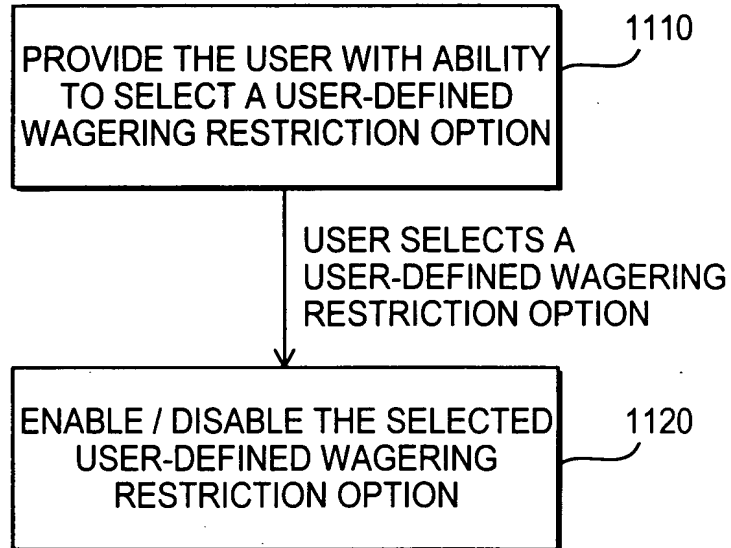 1110
PROVIDE THE USER WITH ABILITY
TO SELECT A USER-DEFINED
WAGERING RESTRICTION OPTION
USER SELECTS A
USER-DEFINED WAGERING
RESTRICTION OPTION
ENABLE / DISABLE THE SELECTED
USER-DEFINED WAGERING
RESTRICTION OPTION
1120